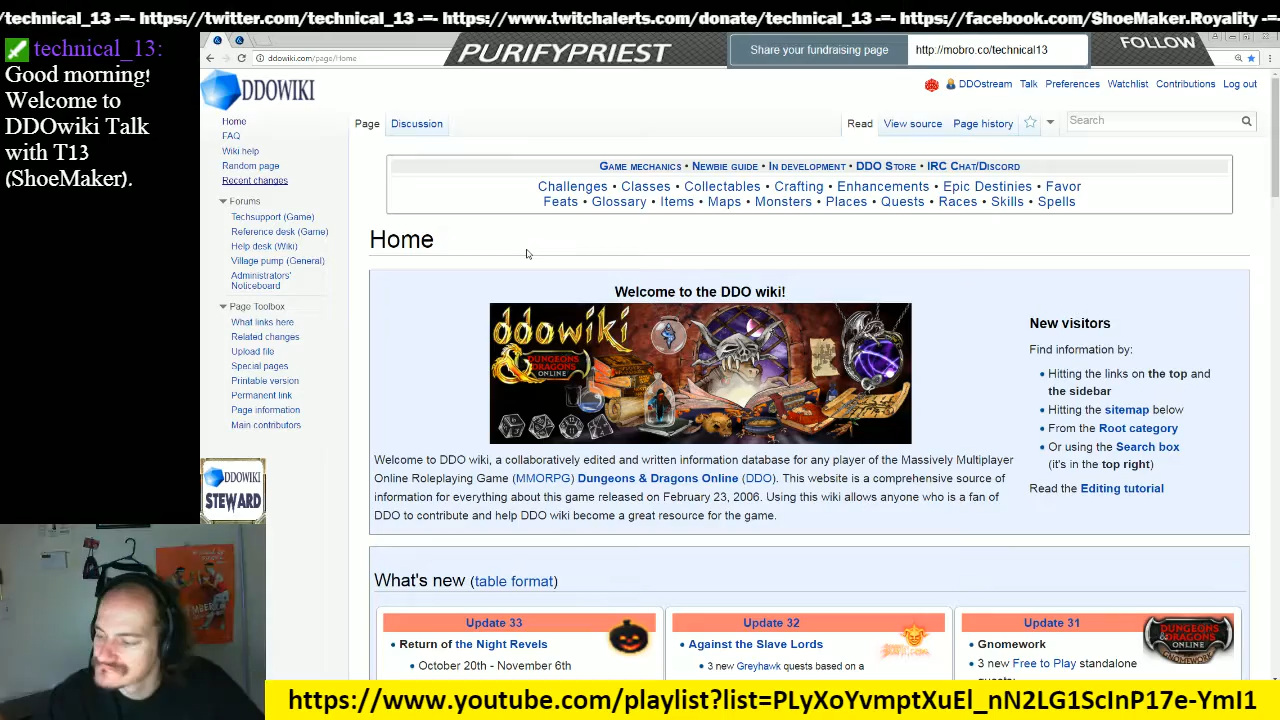 /technical_13 -=- https://twitter.com/technical_13 -=- https://www.twitchalerts.com/donate/technical_13 -=- https://facebook.com/ShoeMaker.Royality -=
technical_13:
Good morning!
Welcome to
DDOwiki Talk
with T13
(ShoeMaker).
PURIFYPRIEST
Share your fundraising page
http://mobro.co/technical13
FOLLOW
ddowiki.com/page/Home
DDOWIKI
DDOstream Talk Preferences Watchlist Contributions Log out
Home
FAQ
Wiki help
Random page
Recent changes
Forums
Techsupport (Game)
Reference desk (Game)
Help desk (Wiki)
Village pump (General)
Administrators'
Noticeboard
Page Toolbox
What links here
Related changes
Upload file
Special pages
Printable version
Permanent link
Page information
Main contributors
DDOWIKI
STEWARD
Page Discussion
Read View source Page history
Search
Game mechanics • Newbie guide • In development • DDO Store • IRC Chat/Discord
Challenges • Classes • Collectables • Crafting • Enhancements • Epic Destinies • Favor
Feats • Glossary • Items • Maps • Monsters • Places • Quests • Races • Skills • Spells
Home
Welcome to the DDO wiki!
ddowiki
DUNGEONS
DRAGONS
ONLINE
Welcome to DDO wiki, a collaboratively edited and written information database for any player of the Massively Multiplayer
Online Roleplaying Game (MMORPG) Dungeons & Dragons Online (DDO). This website is a comprehensive source of
information for everything about this game released on February 23, 2006. Using this wiki allows anyone who is a fan of
DDO to contribute and help DDO wiki become a great resource for the game.
New visitors
Find information by:
• Hitting the links on the top and
the sidebar
• Hitting the sitemap below
• From the Root category
• Or using the Search box
(it's in the top right)
Read the Editing tutorial
What's new (table format)
Update 33
• Return of the Night Revels
• October 20th - November 6th
Update 32
• Against the Slave Lords
• 3 new Greyhawk quests based on a
Update 31
DUNGEONS
DRAGONS
• Gnomework
• 3 new Free to Play standalone
https://www.youtube.com/playlist?list=PLyXoYvmptXuEl_nN2LG1ScInP17e-YmI1